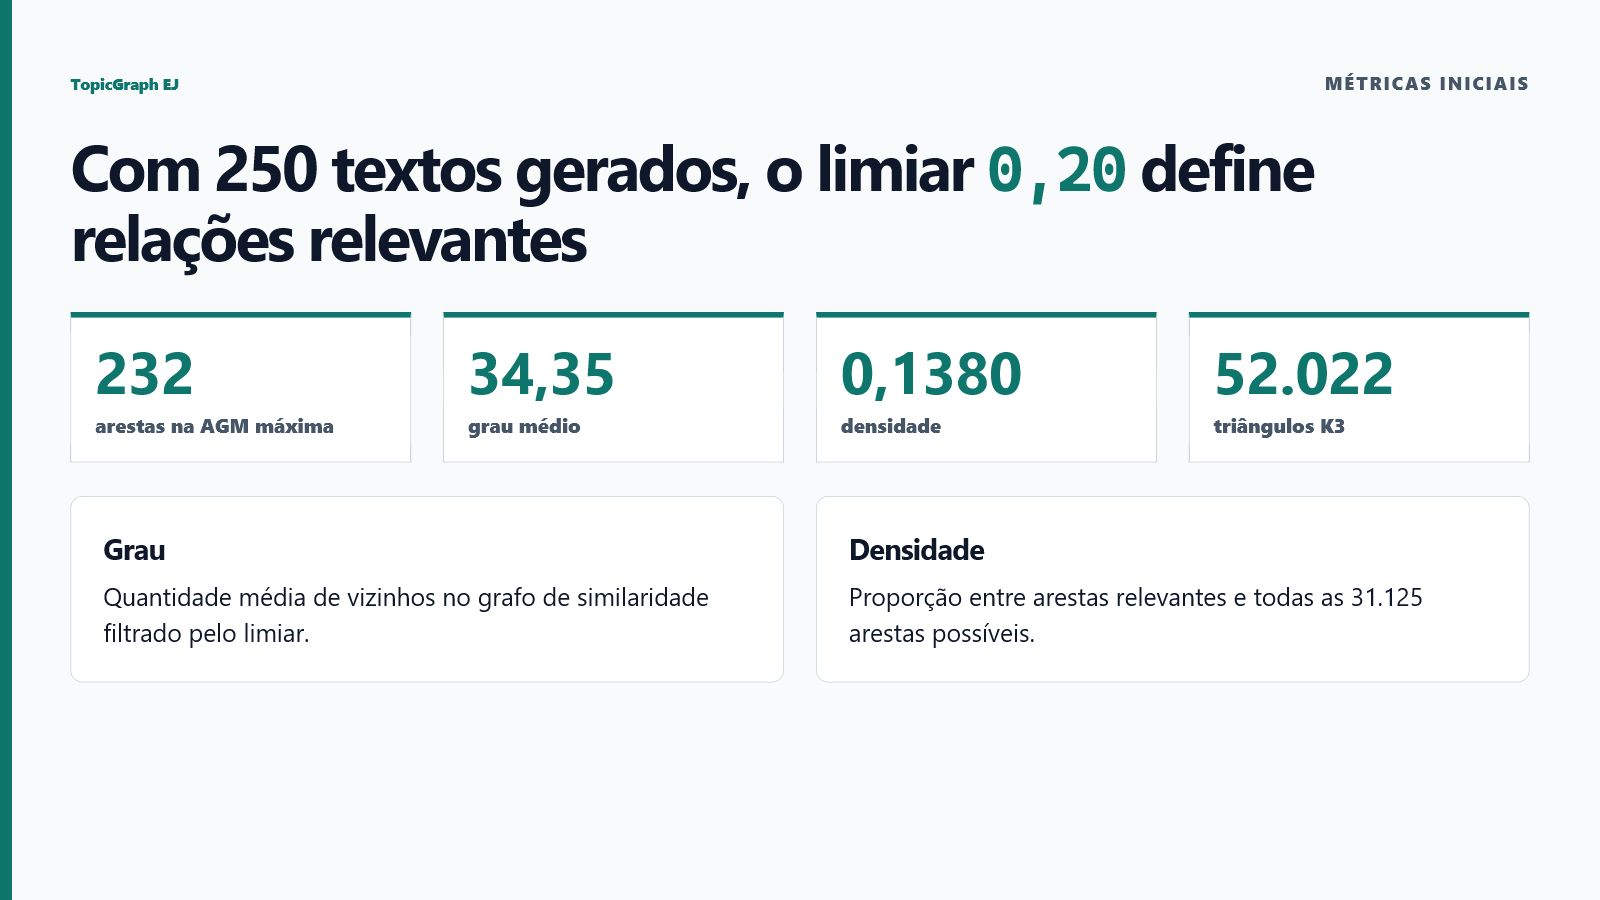 TopicGraph EJ
MÉTRICAS INICIAIS
Com 250 textos gerados, o limiar 0,20 define
relações relevantes
232
arestas na AGM máxima
34,35
grau médio
0,1380
densidade
52.022
triângulos K3
Grau
Quantidade média de vizinhos no grafo de similaridade
filtrado pelo limiar.
Densidade
Proporção entre arestas relevantes e todas as 31.125
arestas possíveis.